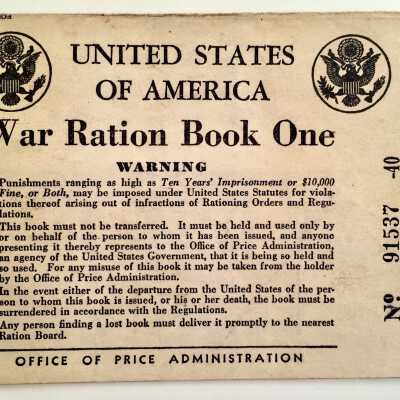 UNITED STATES
OF AMERICA
War Ration Book One
WARNING
Punishments ranging as high as Ten Years' Imprisonment or $10,000
Fine, or Both, may be imposed under United States Statutes for viola-
tions thereof arising out of infractions of Rationing Orders and Regu-
lations.
This book must not be transferred. It must be held and used only by
or on behalf of the person to whom it has been issued, and anyone
presenting it thereby represents to the Office of Price Administration,
an agency of the United States Government, that it is being so held and
so used. For any misuse of this book it may be taken from the holder
by the Office of Price Administration.
In the event either of the departure from the United States of the per-
son to whom this book is issued, or his or her death, the book must be
surrendered in accordance with the Regulations.
Any person finding a lost book must deliver it promptly to the nearest
Ration Board.
OFFICE OF PRICE ADMINISTRATION
No 91537 -40